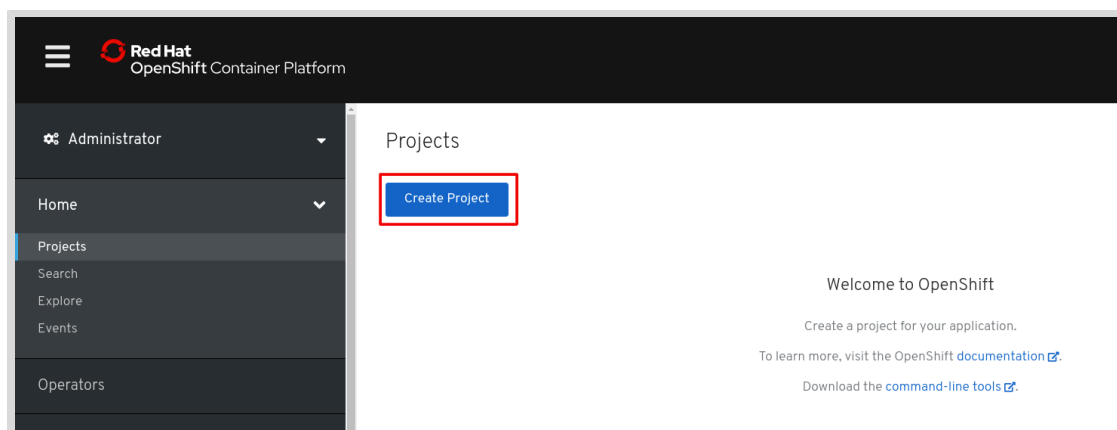 Red Hat
OpenShift Container Platform
Administrator
Home
Projects
Search
Explore
Events
Operators
Projects
Create Project
Welcome to OpenShift
Create a project for your application.
To learn more, visit the OpenShift documentation.
Download the command-line tools.